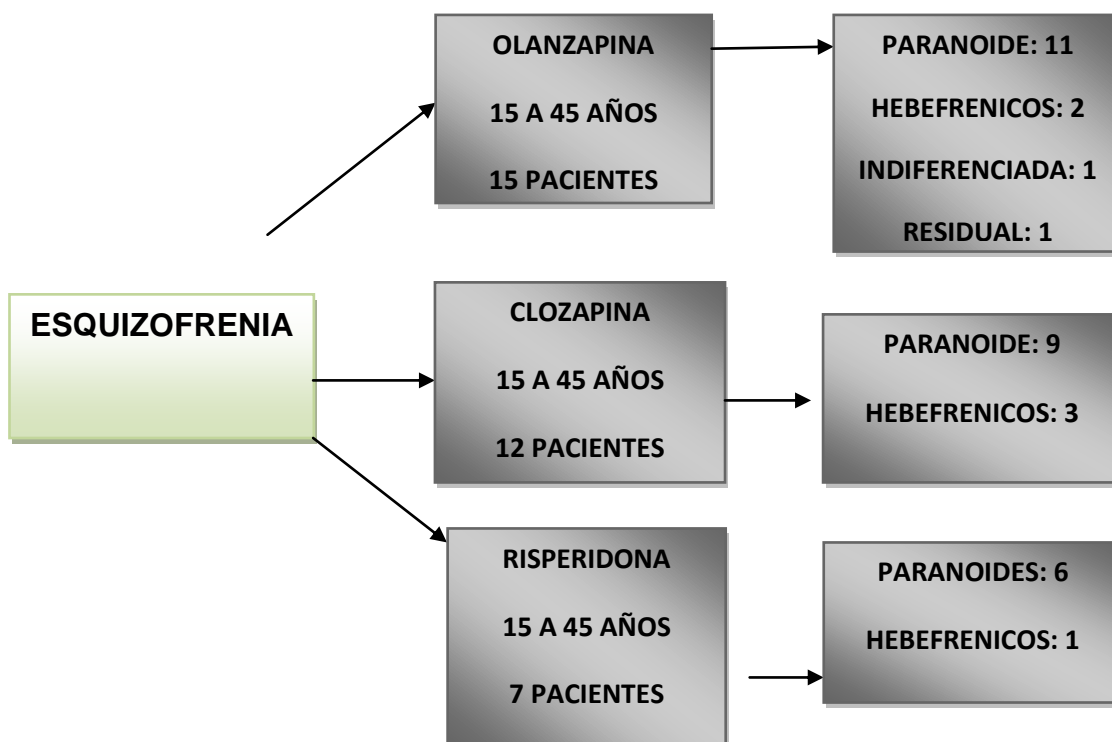 ESQUIZOFRENIA
OLANZAPINA
15 A 45 AÑOS
15 PACIENTES
PARANOIDE: 11
HEBEFRENICOS: 2
INDIFERENCIADA: 1
RESIDUAL: 1
CLOZAPINA
15 A 45 AÑOS
12 PACIENTES
PARANOIDE: 9
HEBEFRENICOS: 3
RISPERIDONA
15 A 45 AÑOS
7 PACIENTES
PARANOIDES: 6
HEBEFRENICOS: 1